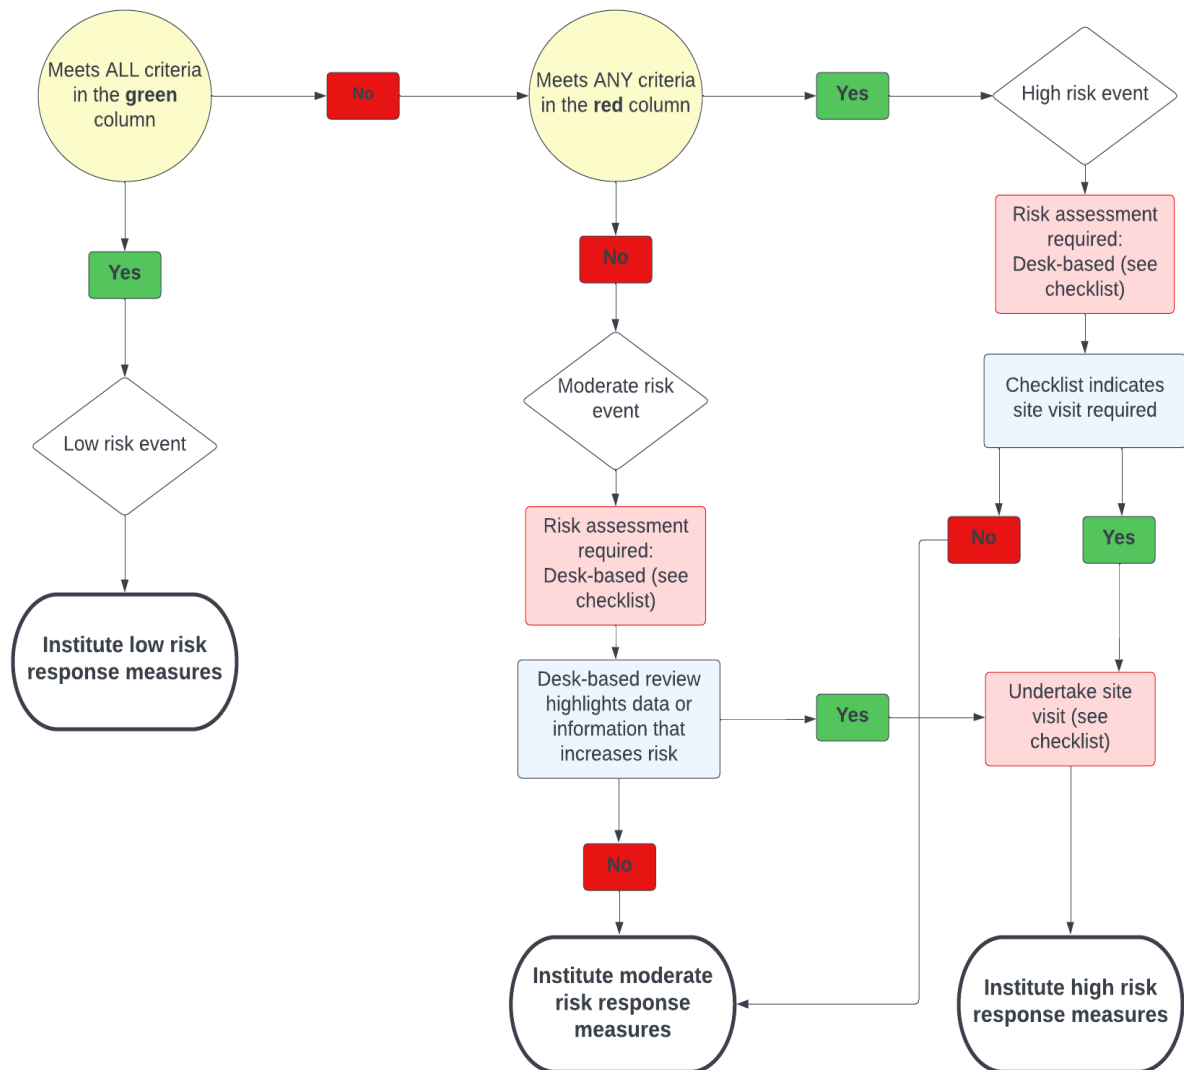 Meets ALL criteria
in the green
column
No
Meets ANY criteria
in the red column
Yes
High risk event
Risk assessment
required:
Desk-based (see
checklist)
Yes
No
Moderate risk
event
Checklist indicates
site visit required
Low risk event
Risk assessment
required:
Desk-based (see
checklist)
No
Yes
Institute low risk
response measures
Desk-based review
highlights data or
information that
increases risk
Yes
Undertake site
visit (see
checklist)
No
Institute moderate
risk response
measures
Institute high risk
response measures